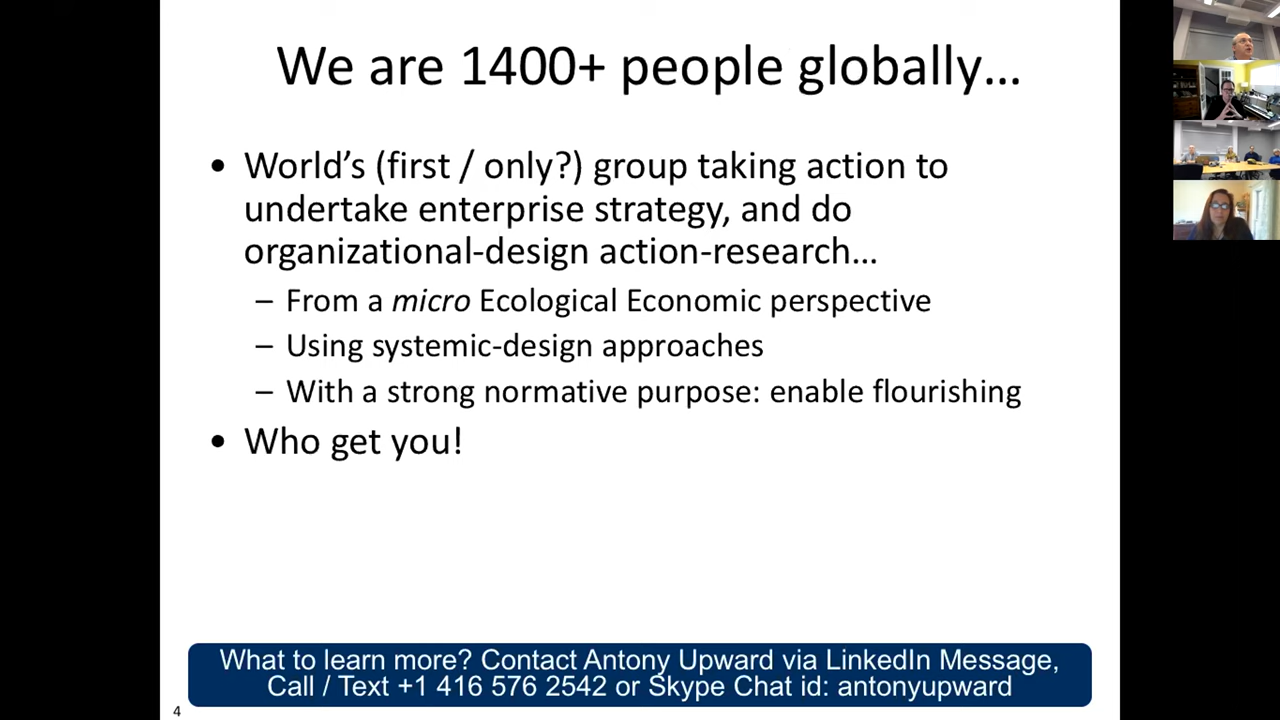 We are 1400+ people globally…
• World's (first / only?) group taking action to
undertake enterprise strategy, and do
organizational-design action-research…
– From a micro Ecological Economic perspective
– Using systemic-design approaches
– With a strong normative purpose: enable flourishing
• Who get you!
What to learn more? Contact Antony Upward via LinkedIn Message,
Call / Text +1 416 576 2542 or Skype Chat id: antonyupward
4